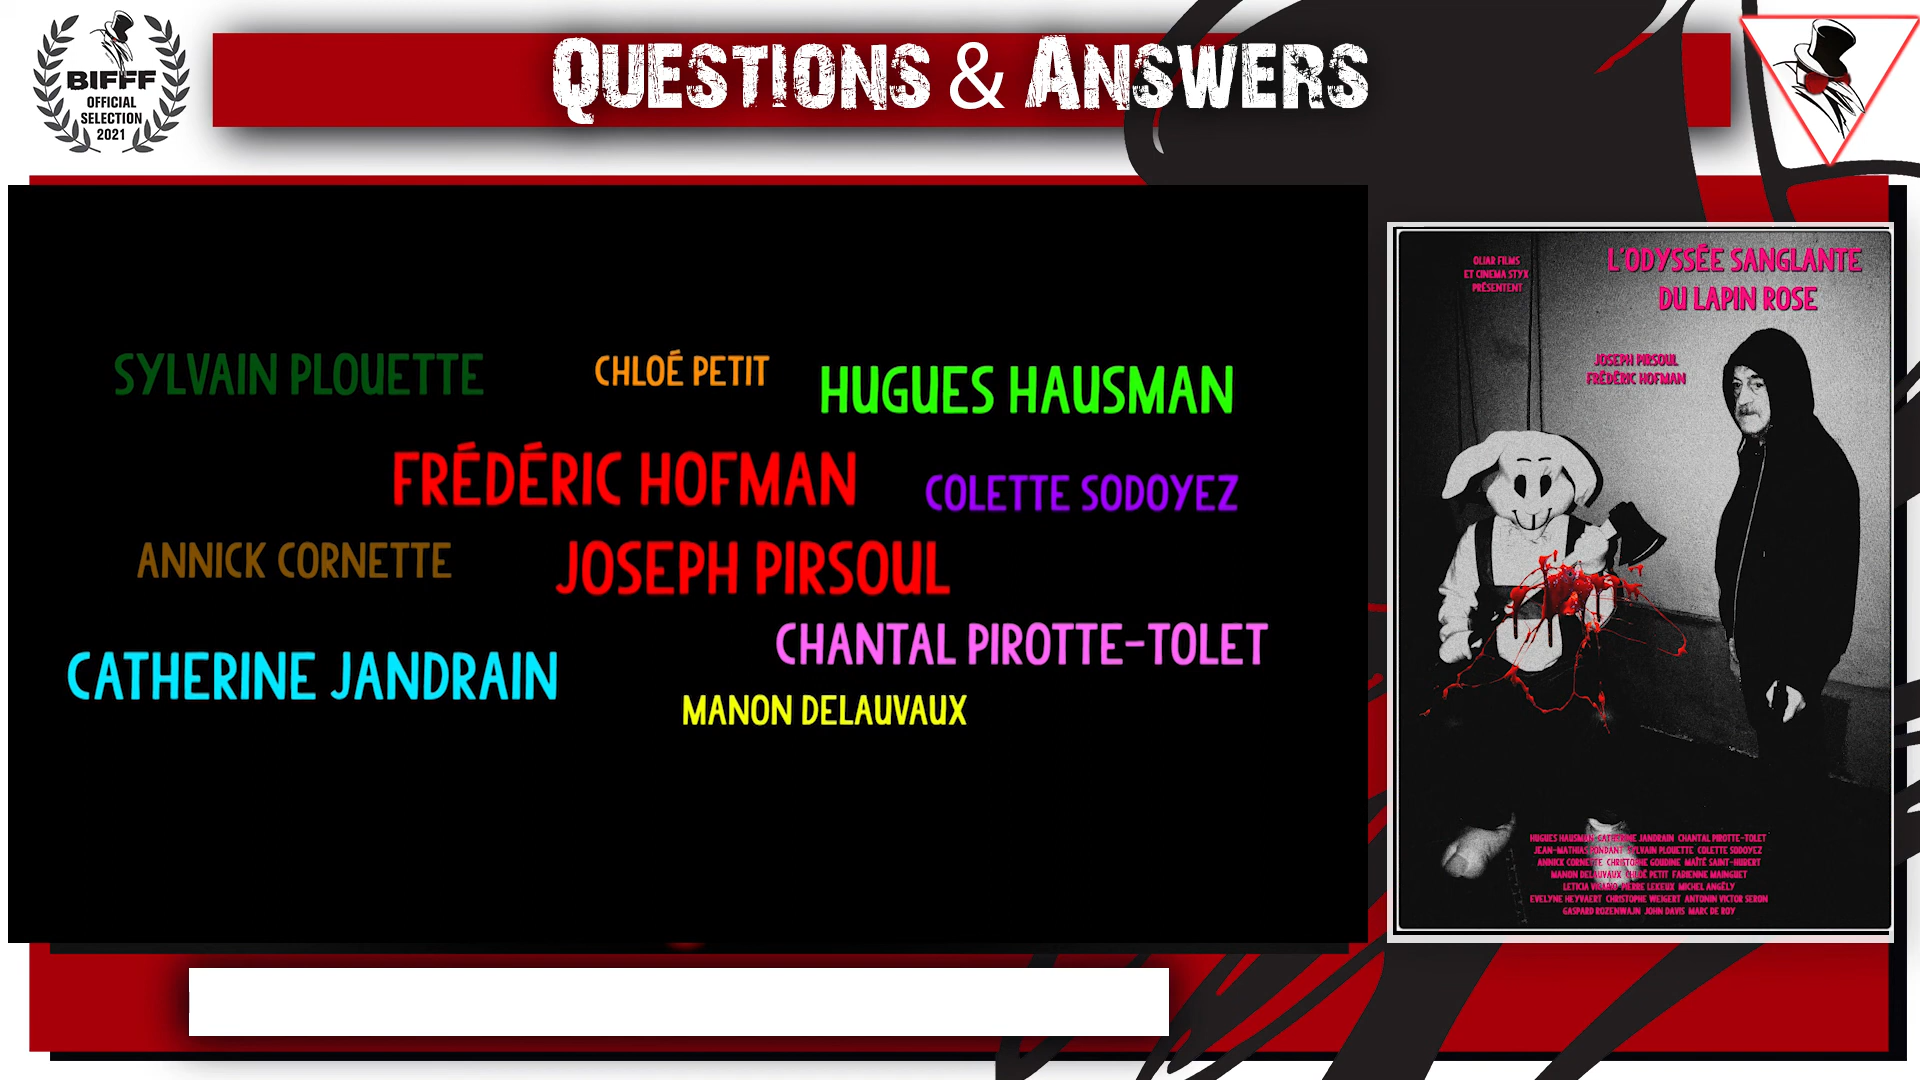 BIFFF
OFFICIAL
SELECTION
2021
QUESTIONS & ANSWERS
SYLVAIN PLOUETTE
CHLOÉ PETIT
HUGUES HAUSMAN
FRÉDÉRIC HOFMAN
COLETTE SODOYEZ
ANNICK CORNETTE
JOSEPH PIRSOUL
CHANTAL PIROTTE-TOLET
CATHERINE JANDRAIN
MANON DELAUVAUX
OLIAR FILMS
ET CINEMA STYX
PRÉSENTENT
L'ODYSSÉE SANGLANTE
DU LAPIN ROSE
JOSEPH PIRSOUL
FRÉDÉRIC HOFMAN
HUGUES HAUSMAN CATHERINE JANDRAIN CHANTAL PIROTTE-TOLET
JEAN-MATHIAS PONDANT SYLVAIN PLOUETTE COLETTE SODOYEZ
ANNICK CORNETTE CHRISTOPHE GOUDINE MAÏTÉ SAINT-HUBERT
MANON DELAUVAUX CHLOÉ PETIT FABIENNE MAINGUET
LETICIA PIERRE LEKEUX MICHEL ANGÉLY
EVELYNE HEYVAERT CHRISTOPHE WEIGERT ANTONIN VICTOR SERON
GASPARD ROZENWAJN JOHN DAVIS MARC DE ROY